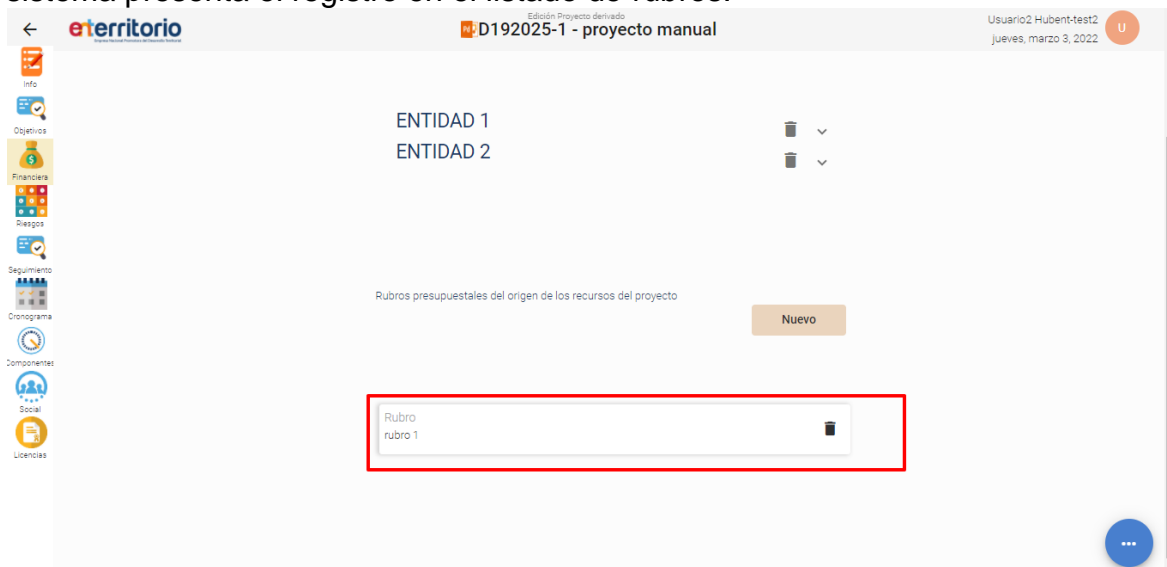 sistema presenta el registro en el listado de rubros.
eterritorio
Edición Proyecto derivado
D192025-1 - proyecto manual
Usuario2 Hubent-test2
jueves, marzo 3, 2022
U
Info
Objetivos
Financiera
Riesgos
Seguimiento
Cronograma
Componentes
Social
Licencias
ENTIDAD 1
ENTIDAD 2
Rubros presupuestales del origen de los recursos del proyecto
Nuevo
Rubro
rubro 1